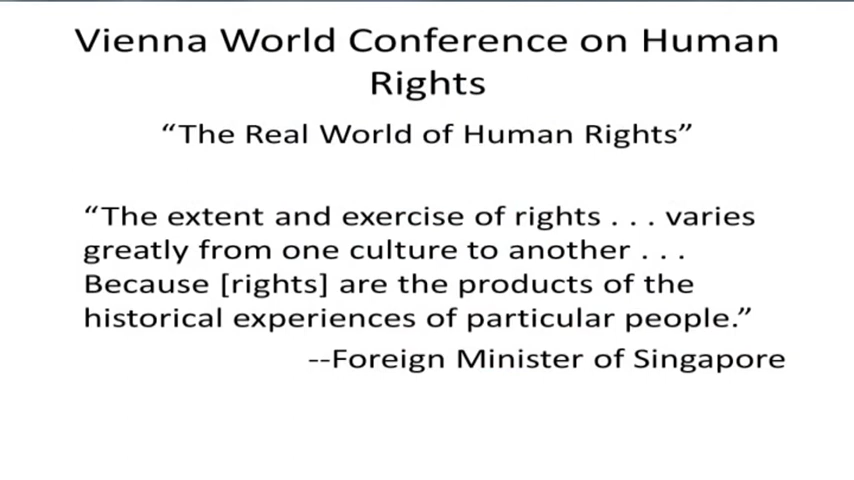 Vienna World Conference on Human
Rights
“The Real World of Human Rights”
“The extent and exercise of rights . . . varies
greatly from one culture to another . . .
Because [rights] are the products of the
historical experiences of particular people.”
--Foreign Minister of Singapore